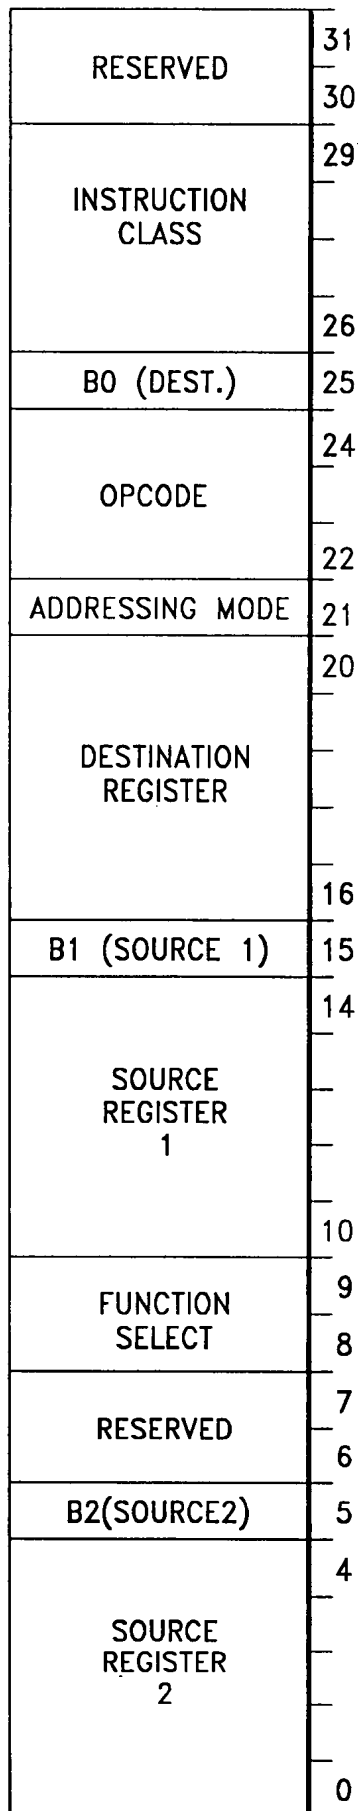 RESERVED
31
30
INSTRUCTION
CLASS
29
26
B0 (DEST.)
25
OPCODE
24
22
ADDRESSING MODE
21
DESTINATION
REGISTER
20
16
B1 (SOURCE 1)
15
SOURCE
REGISTER
1
14
10
FUNCTION
SELECT
9
8
RESERVED
7
6
B2(SOURCE2)
5
SOURCE
REGISTER
2
4
0